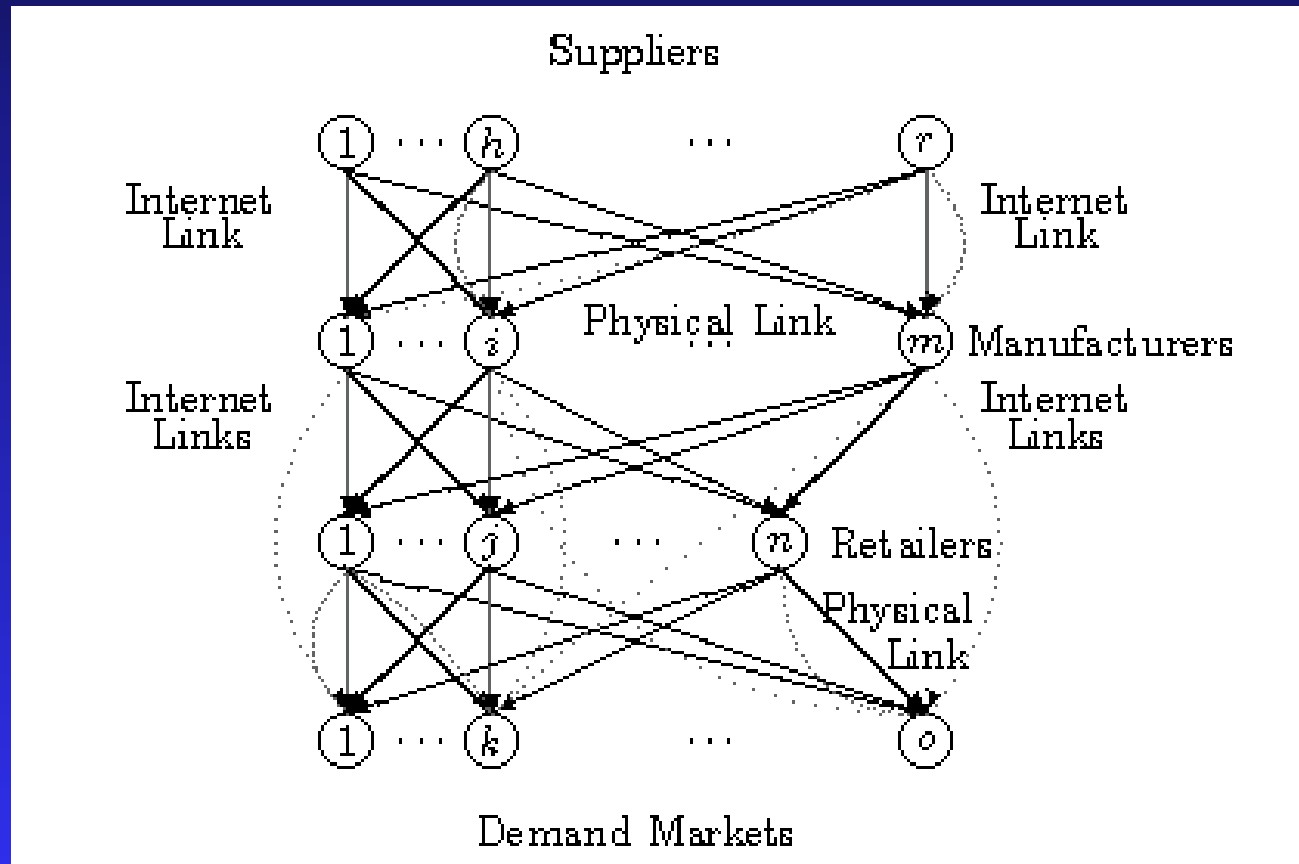 Suppliers
1 ... h ... r
Internet
Link
Internet
Link
Physical Link
1 ... i ... m Manufacturers
Internet
Links
Internet
Links
1 ... j ... n Retailers
Physical
Link
1 ... k ... o
Demand Markets